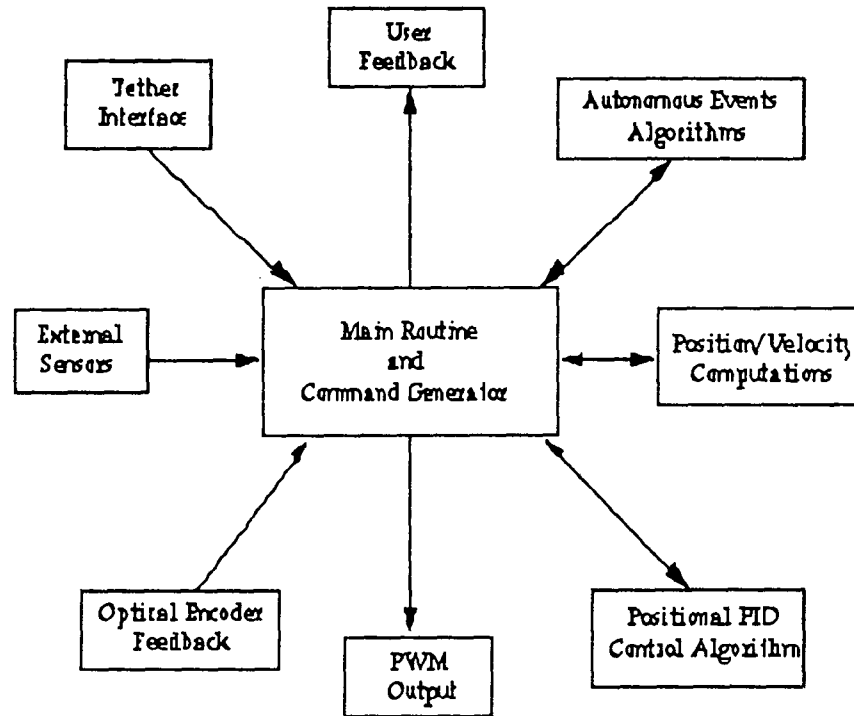 User
Feedback
Tether
Interface
Autonomous Events
Algorithms
Main Routine
and
Command Generator
External
Sensors
Position/Velocity
Computations
Optical Encoder
Feedback
PWM
Output
Positional PID
Control Algorithm